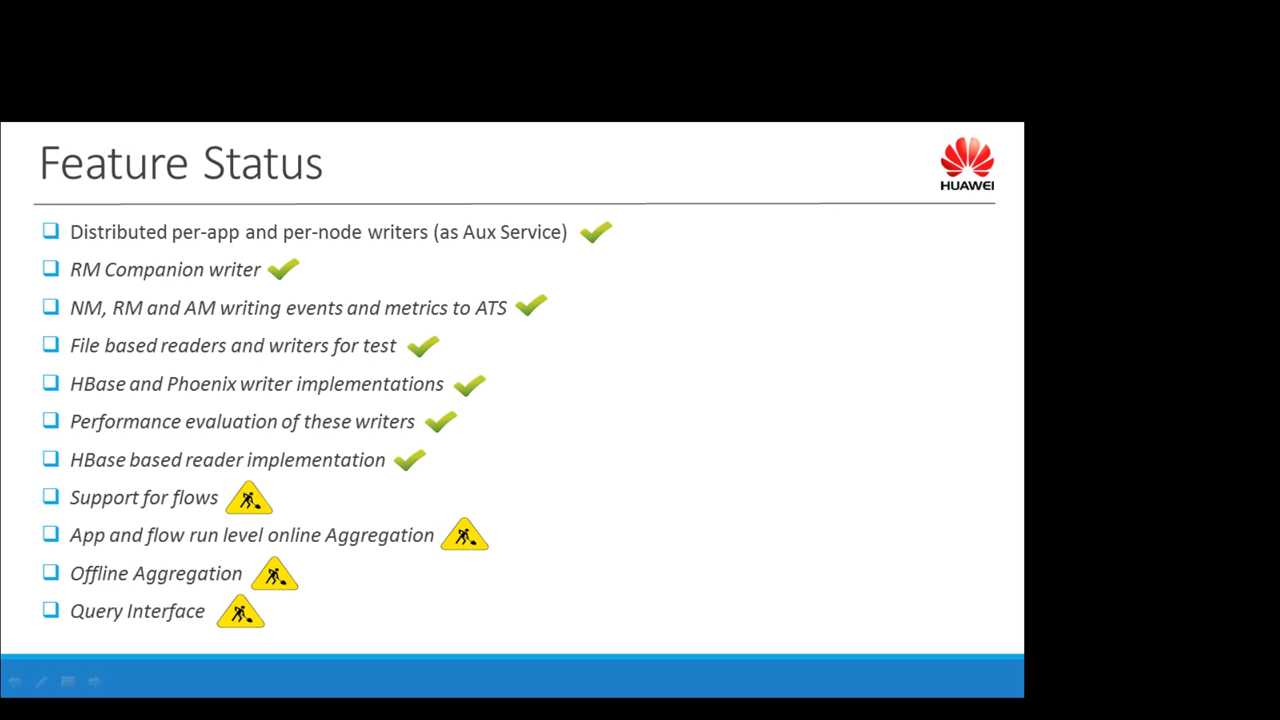 Feature Status
HUAWEI
Distributed per-app and per-node writers (as Aux Service)
RM Companion writer
NM, RM and AM writing events and metrics to ATS
File based readers and writers for test
HBase and Phoenix writer implementations
Performance evaluation of these writers
HBase based reader implementation
Support for flows
App and flow run level online Aggregation
Offline Aggregation
Query Interface